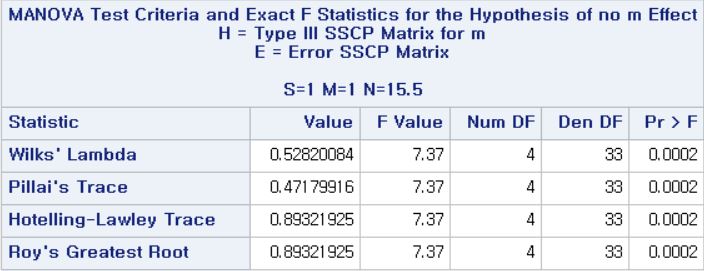 MANOVA Test Criteria and Exact F Statistics for the Hypothesis of no m Effect
H = Type III SSCP Matrix for m
E = Error SSCP Matrix
S=1 M=1 N=15.5
Statistic Value F Value Num DF Den DF Pr > F
Wilks' Lambda 0.52820084 7.37 4 33 0.0002
Pillai's Trace 0.47179916 7.37 4 33 0.0002
Hotelling-Lawley Trace 0.89321925 7.37 4 33 0.0002
Roy's Greatest Root 0.89321925 7.37 4 33 0.0002